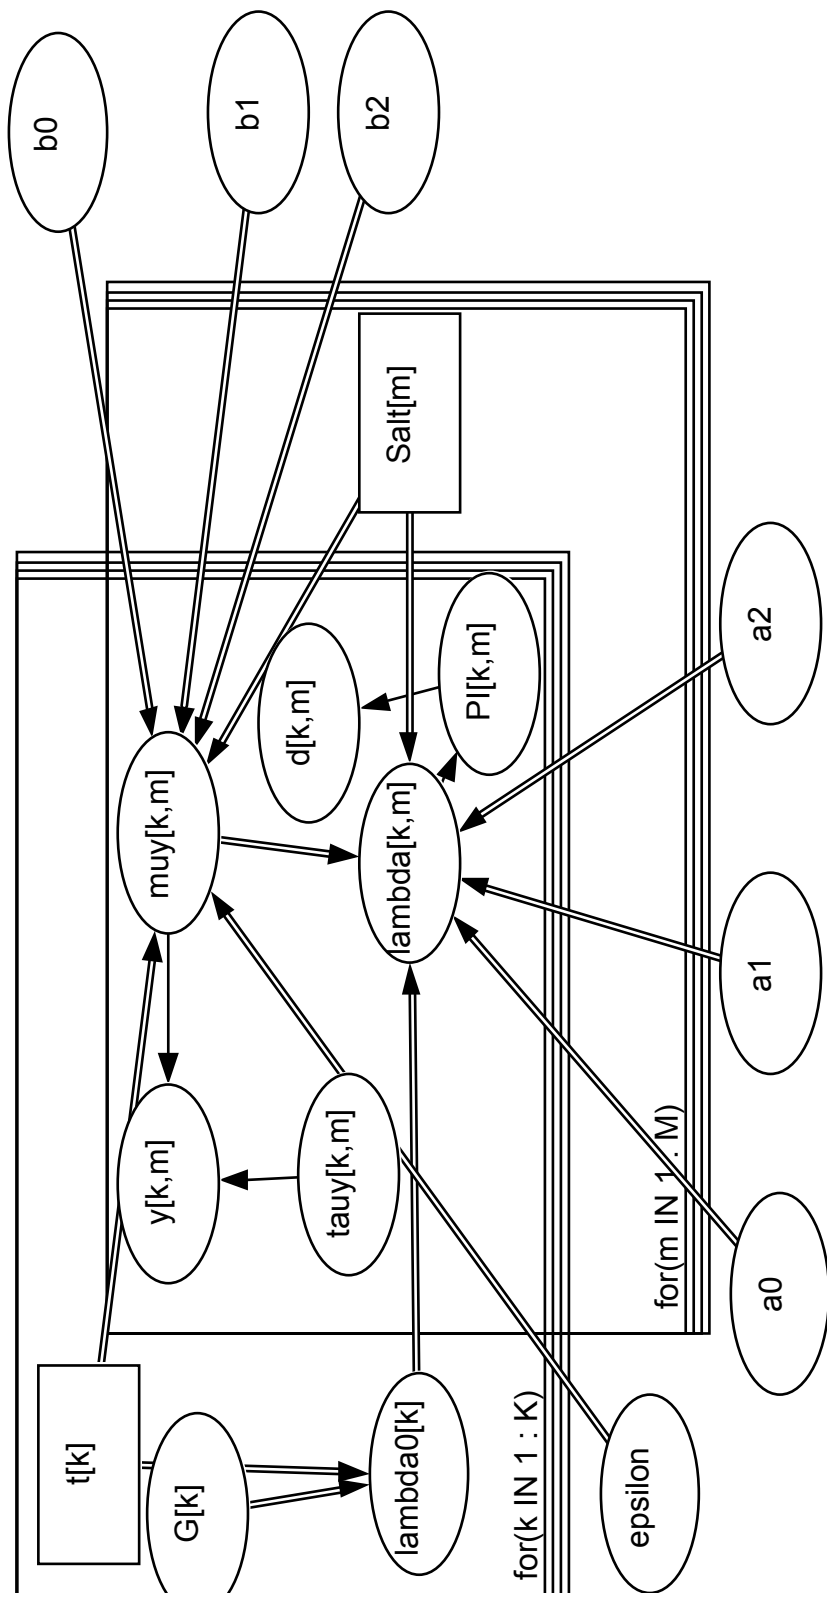 t[k]
b0
G[k]
y[k,m]
muy[k,m]
b1
tauy[k,m]
d[k,m]
b2
lambda0[k]
lambda[k,m]
Salt[m]
PI[k,m]
for(k IN 1 : K)
epsilon
for(m IN 1 : M)
a0
a1
a2